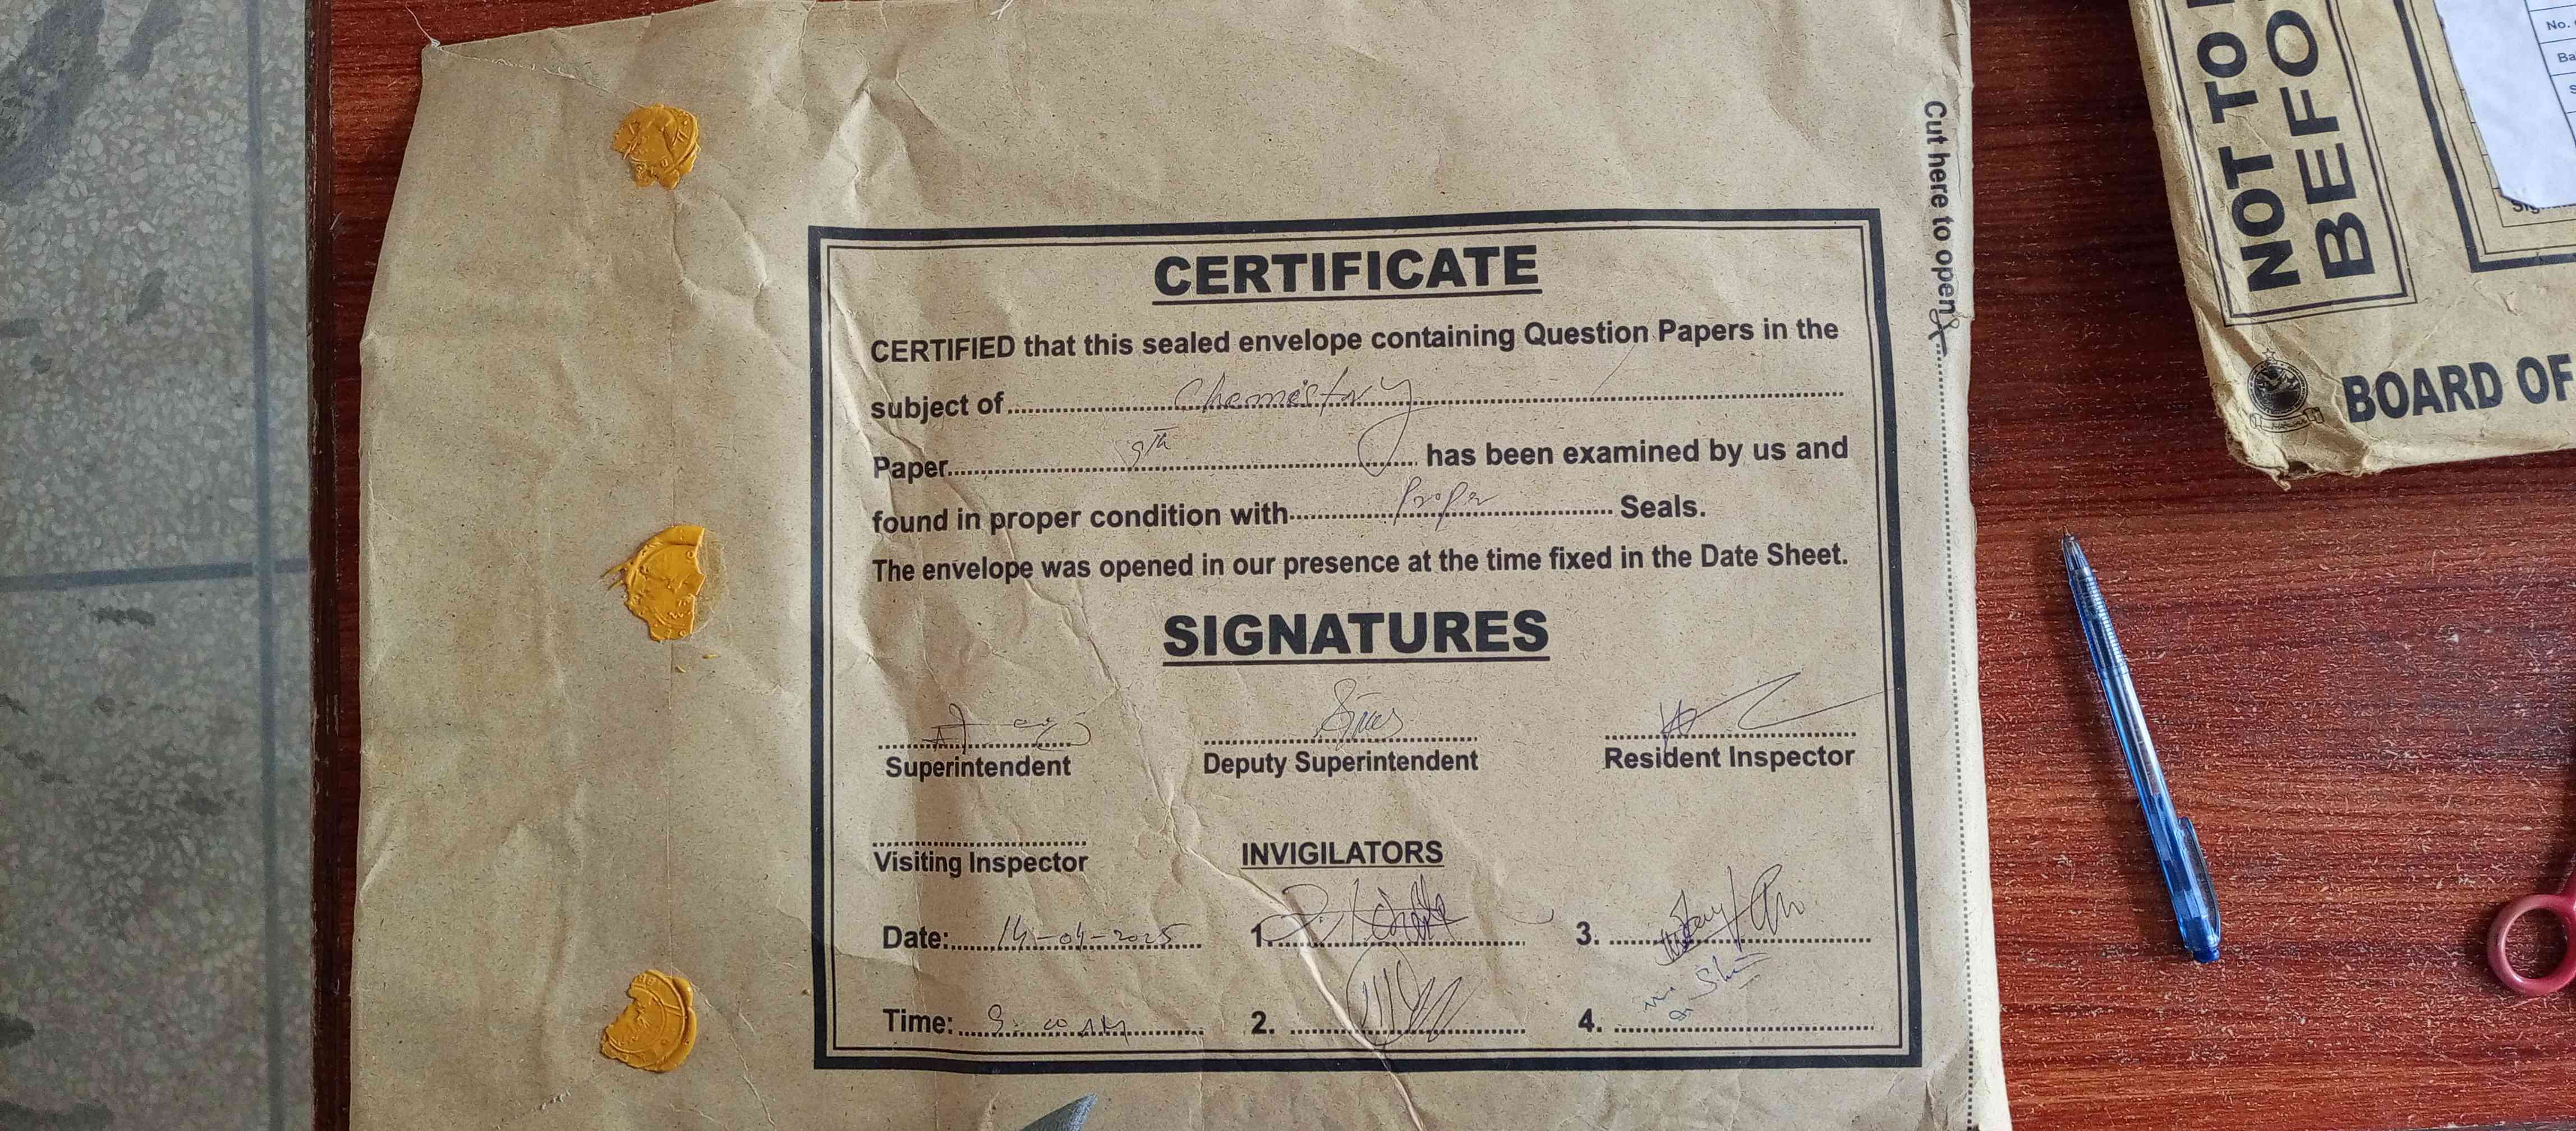 CERTIFICATE
CERTIFIED that this sealed envelope containing Question Papers in the
subject of Chemistry
Paper 9th has been examined by us and
found in proper condition with Proper Seals.
The envelope was opened in our presence at the time fixed in the Date Sheet.
SIGNATURES
Superintendent Deputy Superintendent Resident Inspector
Visiting Inspector INVIGILATORS
Date: 14-04-2025 1. 3.
Time: 2. 4.
Cut here to open
NOT TO
BEFO
BOARD OF
No.
Ba